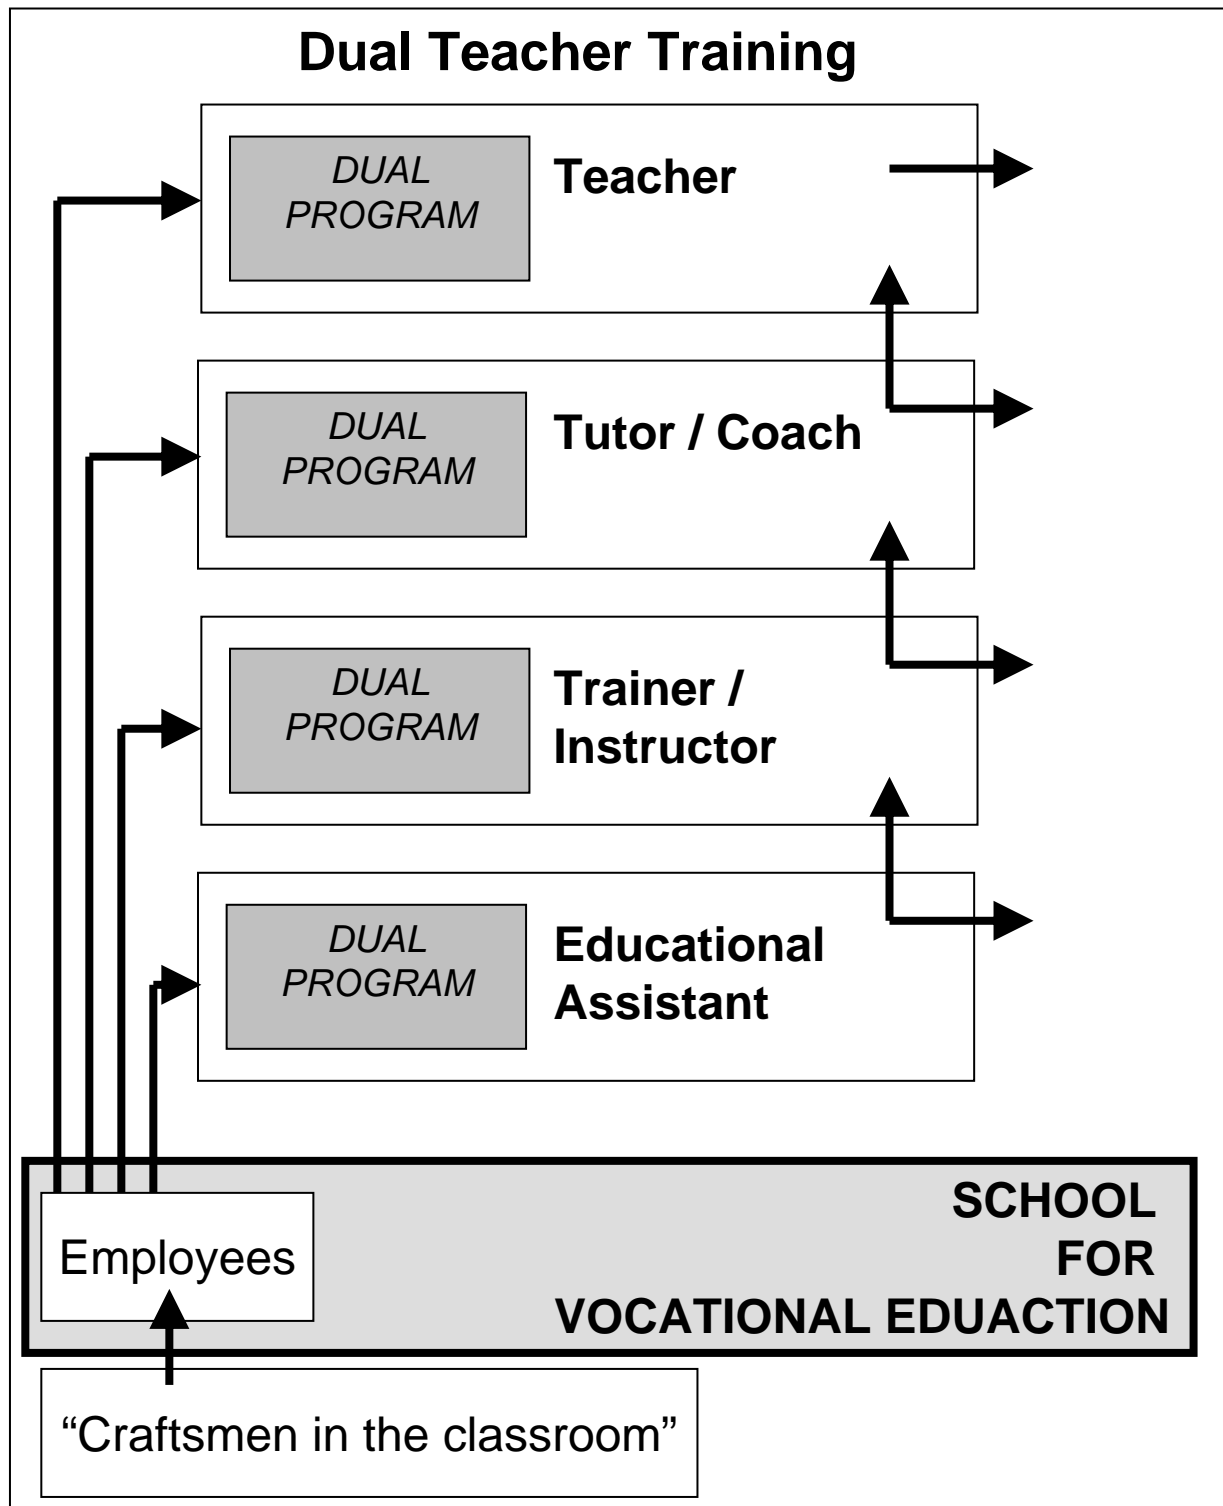 Dual Teacher Training
DUAL
PROGRAM
Teacher
DUAL
PROGRAM
Tutor / Coach
DUAL
PROGRAM
Trainer /
Instructor
DUAL
PROGRAM
Educational
Assistant
SCHOOL
FOR
VOCATIONAL EDUACTION
Employees
“Craftsmen in the classroom”